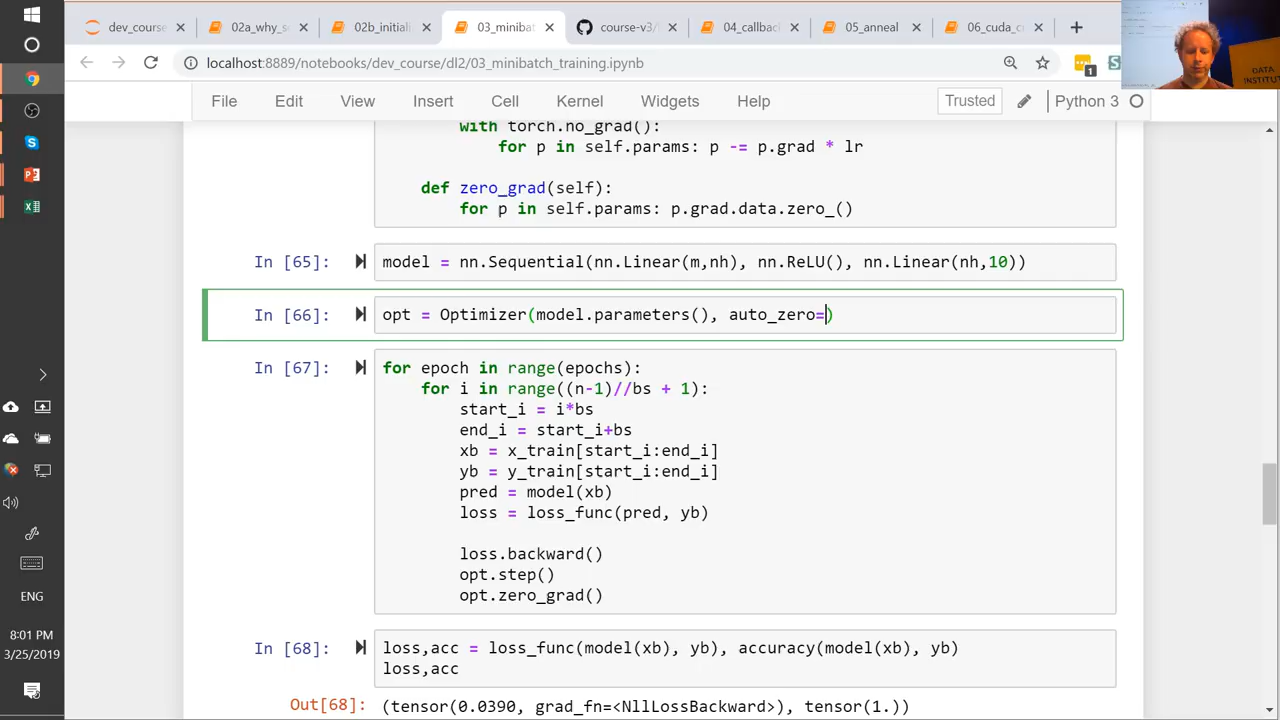 dev_course
02a_why_s
02b_initiali
03_minibat
course-v3/
04_callba
05_anneal
06_cuda_c
localhost:8889/notebooks/dev_course/dl2/03_minibatch_training.ipynb
1
DATA
INSTITU
File Edit View Insert Cell Kernel Widgets Help Trusted Python 3
with torch.no_grad():
for p in self.params: p -= p.grad * lr
def zero_grad(self):
for p in self.params: p.grad.data.zero_()
In [65]: model = nn.Sequential(nn.Linear(m,nh), nn.ReLU(), nn.Linear(nh,10))
In [66]: opt = Optimizer(model.parameters(), auto_zero=)
In [67]: for epoch in range(epochs):
for i in range((n-1)//bs + 1):
start_i = i*bs
end_i = start_i+bs
xb = x_train[start_i:end_i]
yb = y_train[start_i:end_i]
pred = model(xb)
loss = loss_func(pred, yb)
loss.backward()
opt.step()
opt.zero_grad()
In [68]: loss,acc = loss_func(model(xb), yb), accuracy(model(xb), yb)
loss,acc
Out[68]: (tensor(0.0390, grad_fn=<NllLossBackward>), tensor(1.))
ENG
8:01 PM
3/25/2019